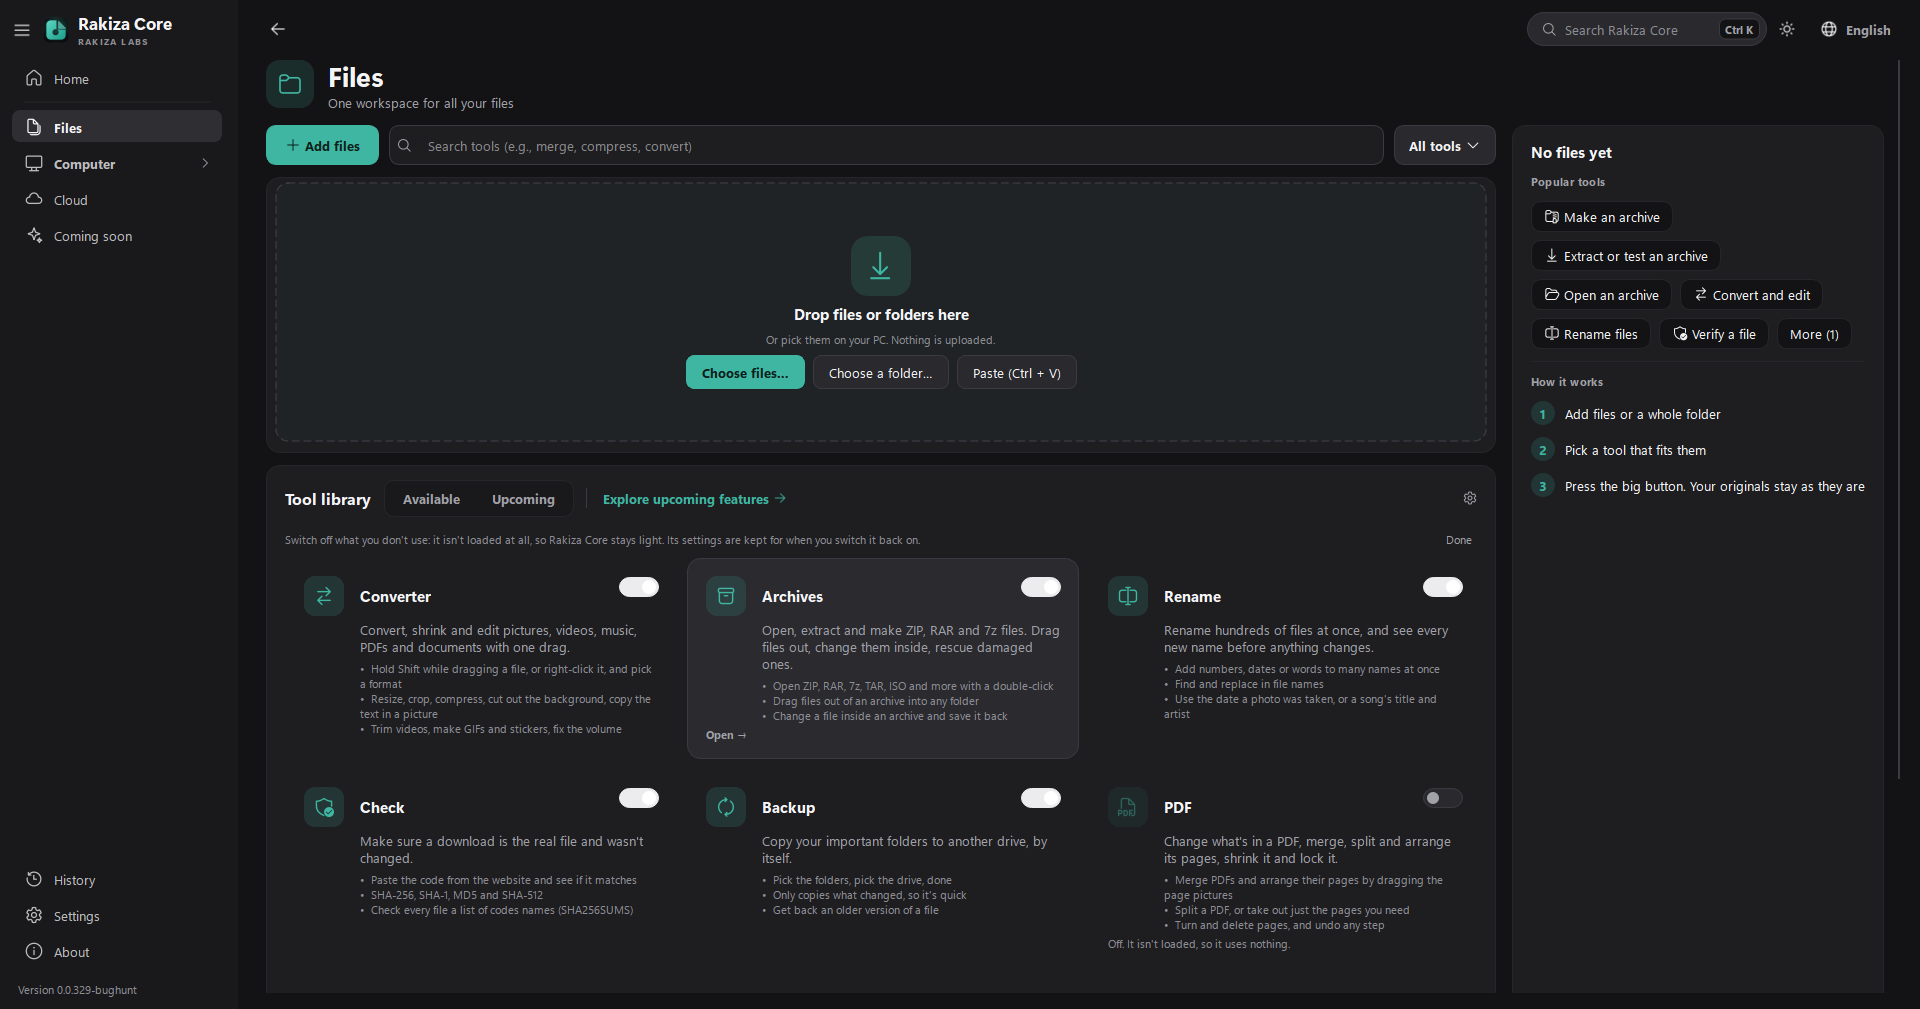 Rakiza Core
RAKIZA LABS
Home
Files
Computer
Cloud
Coming soon
History
Settings
About
Version 0.0.329-bughunt
Search Rakiza Core
Ctrl K
English
Files
One workspace for all your files
Add files
Search tools (e.g., merge, compress, convert)
All tools
Drop files or folders here
Or pick them on your PC. Nothing is uploaded.
Choose files...
Choose a folder...
Paste (Ctrl + V)
Tool library
Available
Upcoming
Explore upcoming features →
Switch off what you don't use: it isn't loaded at all, so Rakiza Core stays light. Its settings are kept for when you switch it back on.
Done
Converter
Convert, shrink and edit pictures, videos, music,
PDFs and documents with one drag.
• Hold Shift while dragging a file, or right-click it, and pick
a format
• Resize, crop, compress, cut out the background, copy the
text in a picture
• Trim videos, make GIFs and stickers, fix the volume
Archives
Open, extract and make ZIP, RAR and 7z files. Drag
files out, change them inside, rescue damaged
ones.
• Open ZIP, RAR, 7z, TAR, ISO and more with a double-click
• Drag files out of an archive into any folder
• Change a file inside an archive and save it back
Open →
Rename
Rename hundreds of files at once, and see every
new name before anything changes.
• Add numbers, dates or words to many names at once
• Find and replace in file names
• Use the date a photo was taken, or a song's title and
artist
Check
Make sure a download is the real file and wasn't
changed.
• Paste the code from the website and see if it matches
• SHA-256, SHA-1, MD5 and SHA-512
• Check every file a list of codes names (SHA256SUMS)
Backup
Copy your important folders to another drive, by
itself.
• Pick the folders, pick the drive, done
• Only copies what changed, so it's quick
• Get back an older version of a file
PDF
PDF
Change what's in a PDF, merge, split and arrange
its pages, shrink it and lock it.
• Merge PDFs and arrange their pages by dragging the
page pictures
• Split a PDF, or take out just the pages you need
• Turn and delete pages, and undo any step
Off. It isn't loaded, so it uses nothing.
No files yet
Popular tools
Make an archive
Extract or test an archive
Open an archive
Convert and edit
Rename files
Verify a file
More (1)
How it works
1 Add files or a whole folder
2 Pick a tool that fits them
3 Press the big button. Your originals stay as they are